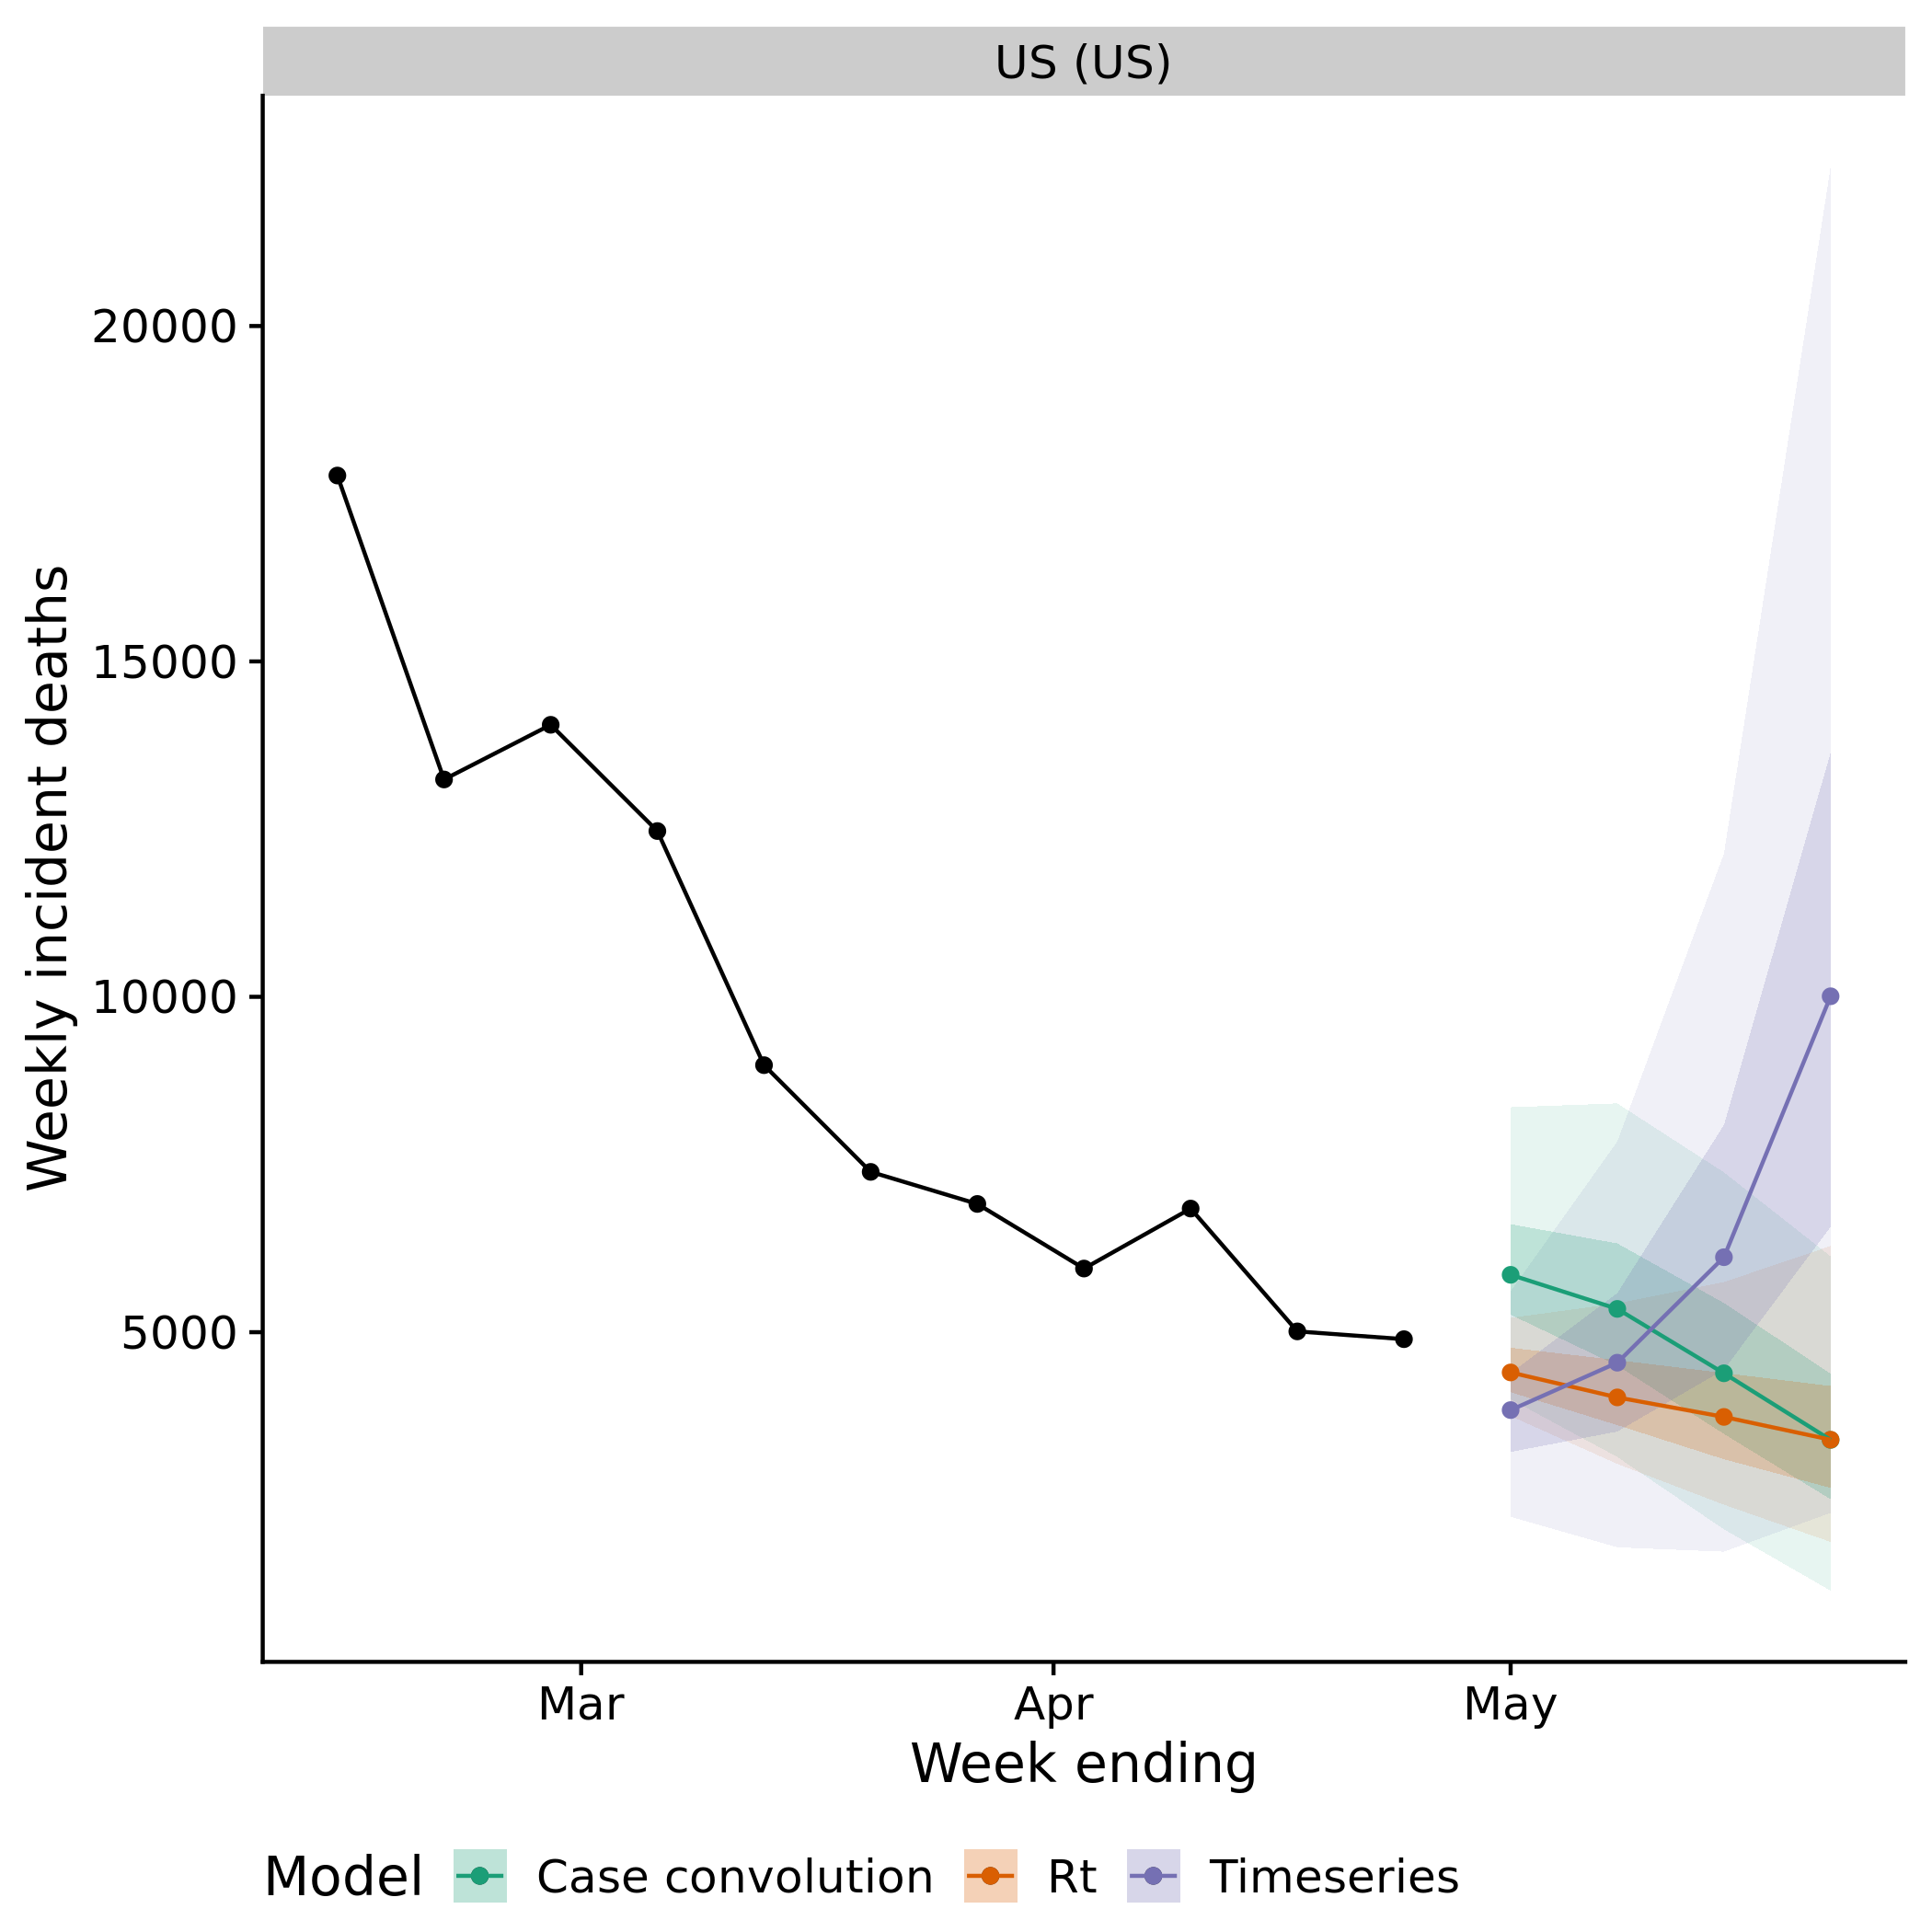 US (US)
Weekly incident deaths
20000
15000
10000
5000
Mar Apr May
Week ending
Model Case convolution Rt Timeseries